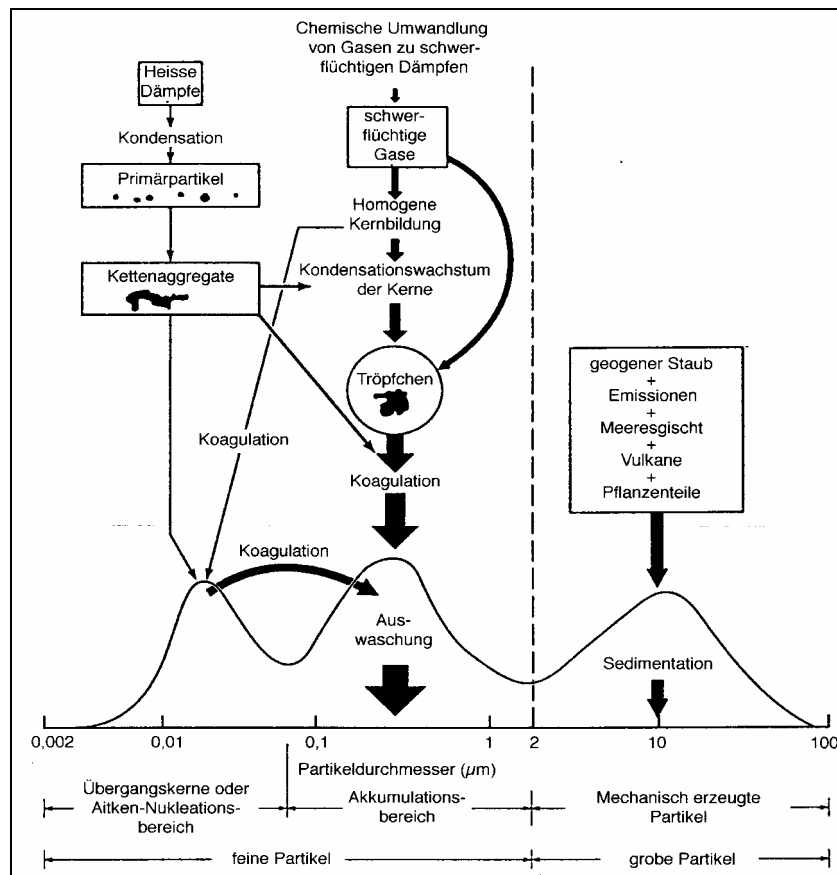 Chemische Umwandlung
von Gasen zu schwer-
flüchtigen Dämpfen
Heisse
Dämpfe
Kondensation
Primärpartikel
Kettenaggregate
schwer-
flüchtige
Gase
Homogene
Kernbildung
Kondensationswachstum
der Kerne
Tröpfchen
Koagulation
Koagulation
Koagulation
Aus-
waschung
geogener Staub
+
Emissionen
+
Meeresgischt
+
Vulkane
+
Pflanzenteile
Sedimentation
0,002 0,01 0,1 1 2 10 100
Partikeldurchmesser (µm)
Übergangskerne oder
Aitken-Nukleations-
bereich
Akkumulations-
bereich
Mechanisch erzeugte
Partikel
feine Partikel
grobe Partikel